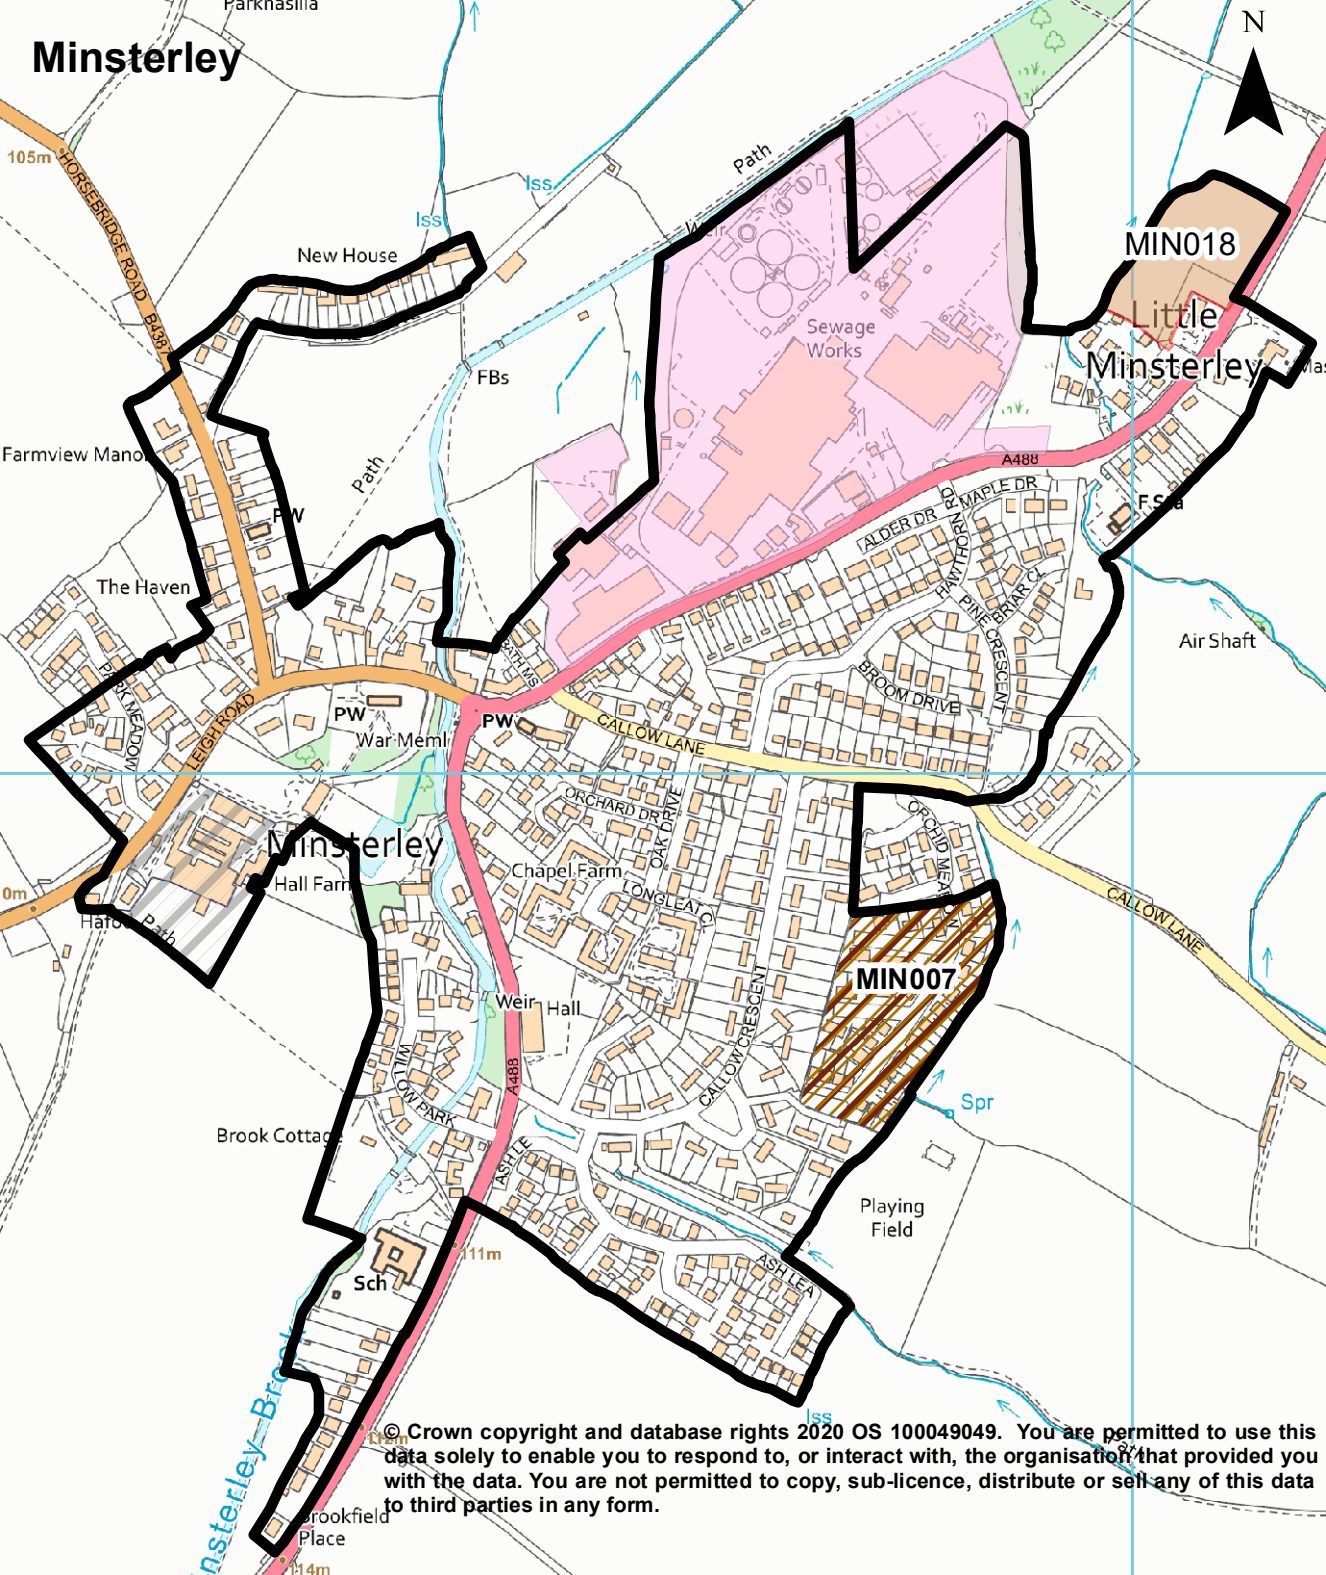 Parknasilla
Minsterley
N
105m
HORSEBRIDGE ROAD
B4387
Path
Iss
Iss
Weir
New House
MIN018
Little
Minsterley
Sewage
Works
FBs
Mas
Farmview Manor
Path
PW
A488
MAPLE DR
ALDER DR
HAWTHORN RD
F Sta
The Haven
BRIAR CL
PINE CRESCENT
Air Shaft
BATH MS
PARK MEADOW
LEIGH ROAD
BROOM DRIVE
PW
War Meml
PW
CALLOW LANE
ORCHARD DR
OAK DRIVE
ORCHID MEADOW
Minsterley
Hall Farm
Chapel Farm
LONGLEAT CL
0m
Path
CALLOW LANE
MIN007
Weir
Hall
CALLOW CRESCENT
WILLOW PARK
A488
Spr
Brook Cottage
ASH LE
Playing
Field
111m
Sch
ASH LEA
Minsterley Brook
Iss
112m
© Crown copyright and database rights 2020 OS 100049049. You are permitted to use this
data solely to enable you to respond to, or interact with, the organisation that provided you
with the data. You are not permitted to copy, sub-licence, distribute or sell any of this data
to third parties in any form.
Path
Brookfield
Place
114m